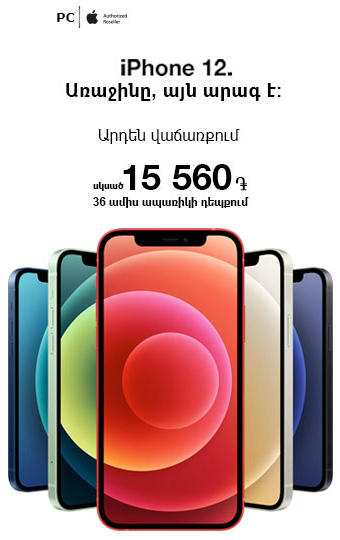 PC
Authorized
Reseller
iPhone 12.
Առաջինը, այն արագ է:
Արդեն վաճառքում
սկսած 15 560 ֏
36 ամիս ապառիկի դեպքում